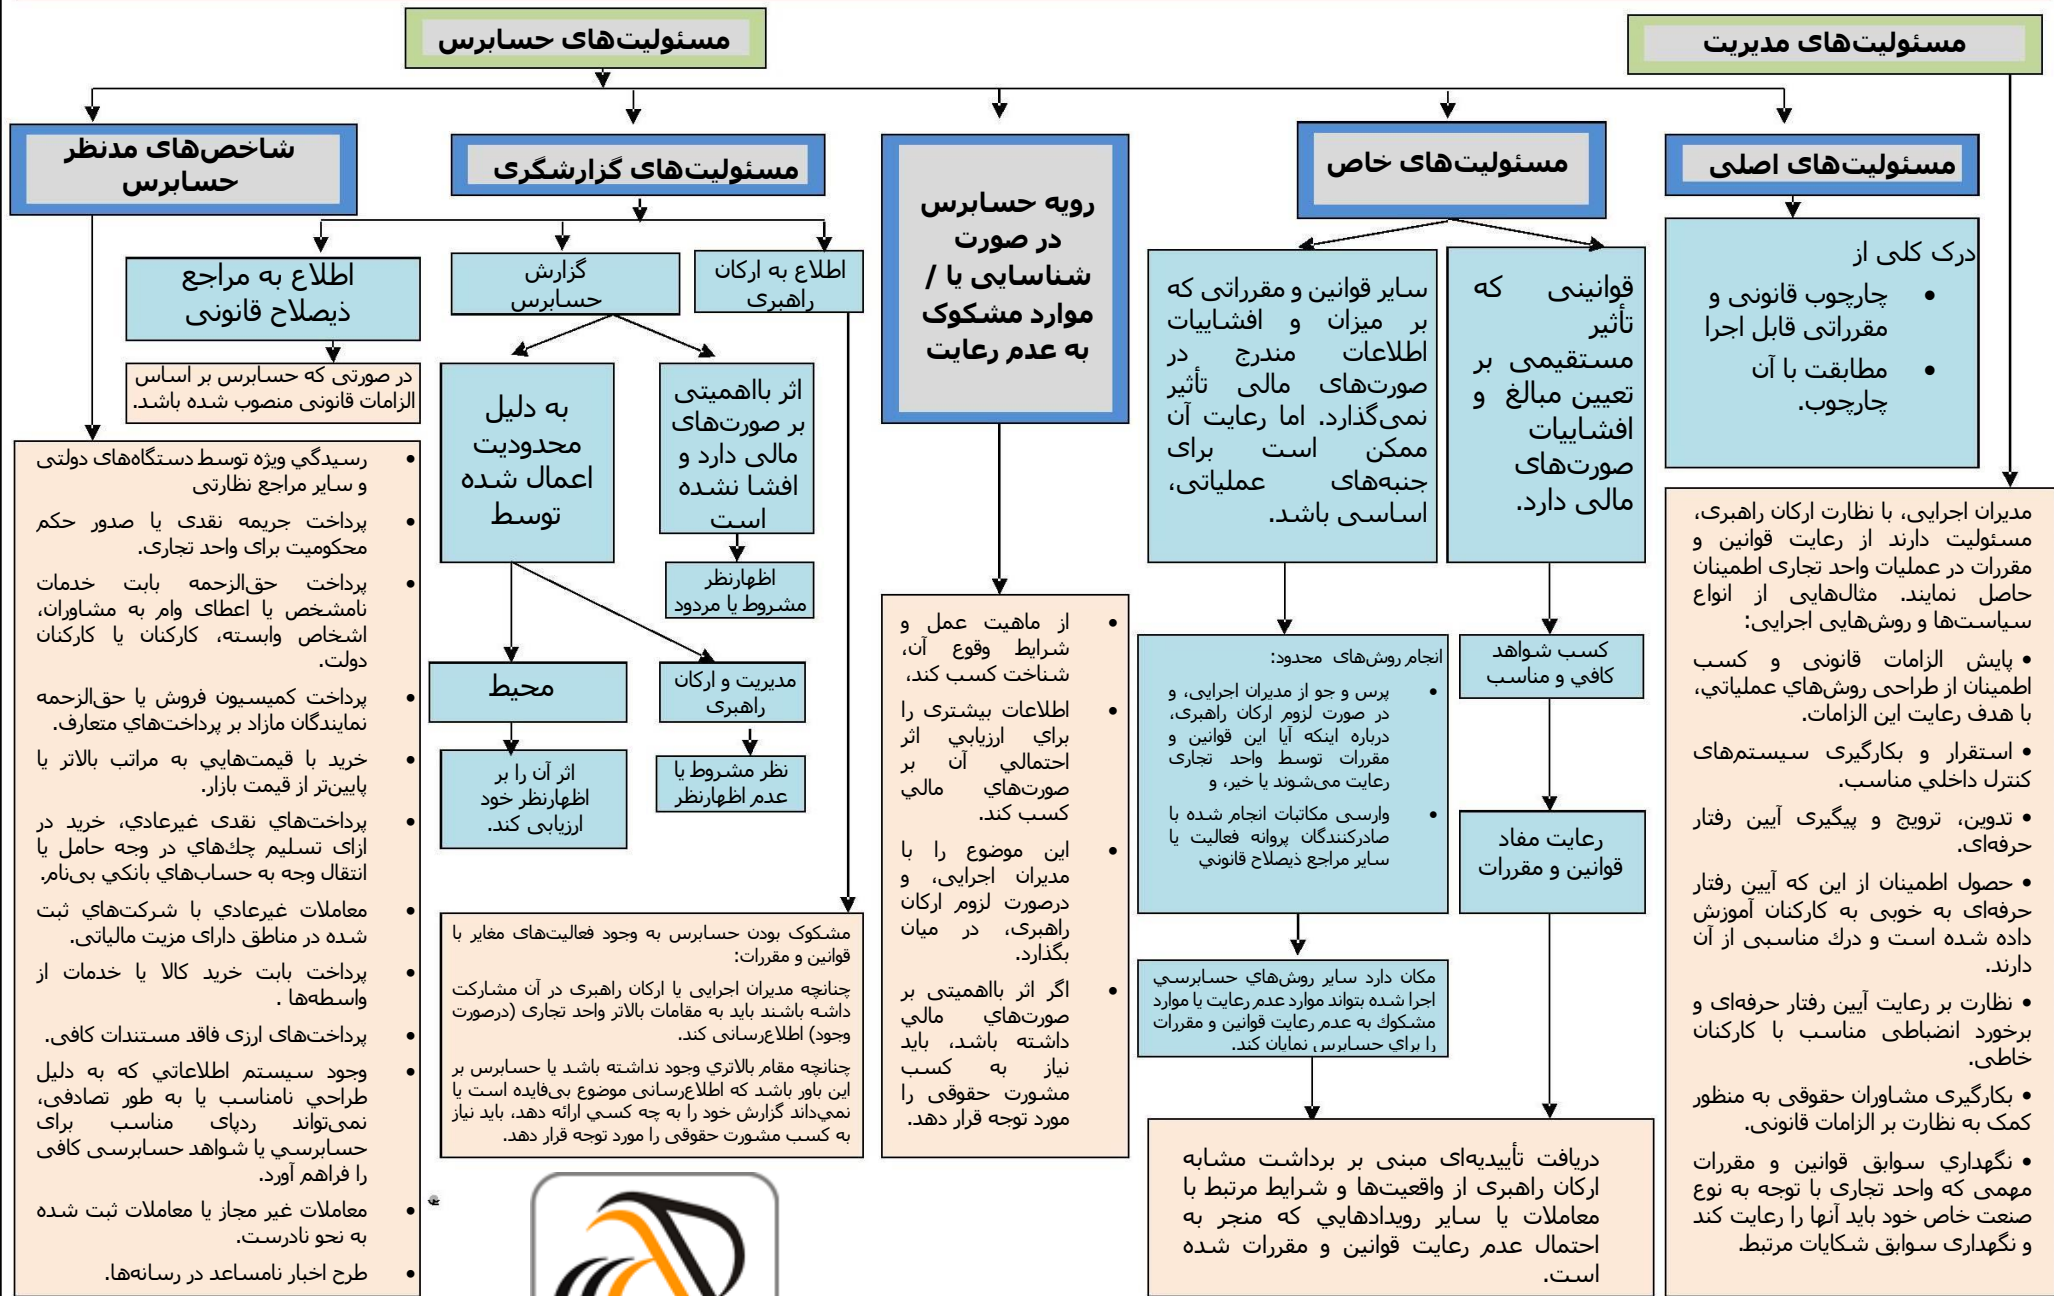 مسئولیت‌های مدیریت
مسئولیت‌های حسابرس
مسئولیت‌های اصلی
مسئولیت‌های خاص
رویه حسابرس
در صورت
شناسایی یا /
موارد مشکوک
به عدم رعایت
مسئولیت‌های گزارشگری
شاخص‌های مدنظر
حسابرس
درک کلی از
• چارچوب قانونی و
مقرراتی قابل اجرا
• مطابقت با آن
چارچوب.
مدیران اجرایی، با نظارت ارکان راهبری،
مسئولیت دارند از رعایت قوانین و
مقررات در عملیات واحد تجاری اطمینان
حاصل نمایند. مثال‌هایی از انواع
سیاست‌ها و روش‌هایی اجرایی:
• پایش الزامات قانونی و کسب
اطمینان از طراحی روش‌هاي عملیاتي،
با هدف رعایت این الزامات.
• استقرار و بکارگیری سیستم‌های
کنترل داخلي مناسب.
• تدوین، ترویج و پیگیری آیین رفتار
حرفه‌ای.
• حصول اطمینان از این که آیین رفتار
حرفه‌ای به خوبی به کارکنان آموزش
داده شده است و درك مناسبی از آن
دارند.
• نظارت بر رعایت آیین رفتار حرفه‌ای و
برخورد انضباطی مناسب با کارکنان
خاطی.
• بکارگیری مشاوران حقوقی به منظور
کمک به نظارت بر الزامات قانونی.
• نگهداري سوابق قوانین و مقررات
مهمی که واحد تجاری با توجه به نوع
صنعت خاص خود باید آنها را رعایت کند
و نگهداری سوابق شکایات مرتبط.
قوانینی که
تأثیر
مستقیمی بر
تعیین مبالغ و
افشاییات
صورت‌های
مالی دارد.
کسب شواهد
کافي و مناسب
رعایت مفاد
قوانین و مقررات
سایر قوانین و مقرراتی که
بر میزان و افشاییات
اطلاعات مندرج در
صورت‌های مالی تأثیر
نمی‌گذارد. اما رعایت آن
ممکن است برای
جنبه‌های عملیاتی،
اساسی باشد.
انجام روش‌های محدود:
• پرس و جو از مدیران اجرایی، و
در صورت لزوم ارکان راهبری،
درباره اینکه آیا این قوانین و
مقررات توسط واحد تجاری
رعایت می‌شوند یا خیر، و
• وارسی مکاتبات انجام شده با
صادرکنندگان پروانه فعالیت یا
سایر مراجع ذیصلاح قانوني
مکان دارد سایر روش‌هاي حسابرسي
اجرا شده بتواند موارد عدم رعایت یا موارد
مشکوك به عدم رعایت قوانین و مقررات
را براي حسابرس نمایان کند.
دریافت تأییدیه‌ای مبنی بر برداشت مشابه
ارکان راهبری از واقعیت‌ها و شرایط مرتبط با
معاملات یا سایر رویدادهایي که منجر به
احتمال عدم رعایت قوانین و مقررات شده
است.
• از ماهیت عمل و
شرایط وقوع آن،
شناخت کسب کند،
• اطلاعات بیشتری را
براي ارزیابي اثر
احتمالي آن بر
صورت‌هاي مالي
کسب کند.
• این موضوع را با
مدیران اجرایی، و
درصورت لزوم ارکان
راهبری، در میان
بگذارد.
• اگر اثر بااهمیتی بر
صورت‌هاي مالي
داشته باشد، باید
نیاز به کسب
مشورت حقوقی را
مورد توجه قرار دهد.
اطلاع به ارکان
راهبری
گزارش
حسابرس
اطلاع به مراجع
ذیصلاح قانونی
در صورتی که حسابرس بر اساس
الزامات قانونی منصوب شده باشد.
اثر بااهمیتی
بر صورت‌های
مالی دارد و
افشا نشده
است
اظهارنظر
مشروط یا مردود
به دلیل
محدودیت
اعمال شده
توسط
مدیریت و ارکان
راهبری
نظر مشروط یا
عدم اظهارنظر
محیط
اثر آن را بر
اظهارنظر خود
ارزیابی کند.
مشکوک بودن حسابرس به وجود فعالیت‌های مغایر با
قوانین و مقررات:
چنانچه مدیران اجرایی یا ارکان راهبری در آن مشارکت
داشه باشند باید به مقامات بالاتر واحد تجاری (درصورت
وجود) اطلاع‌رسانی کند.
چنانچه مقام بالاتري وجود نداشته باشد یا حسابرس بر
این باور باشد که اطلاع‌رسانی موضوع بی‌فایده است یا
نمي‌داند گزارش خود را به چه کسي ارائه دهد، باید نیاز
به کسب مشورت حقوقی را مورد توجه قرار دهد.
• رسیدگي ویژه توسط دستگاه‌های دولتی
و سایر مراجع نظارتی
• پرداخت جریمه نقدی یا صدور حکم
محکومیت برای واحد تجاری.
• پرداخت حق‌الزحمه بابت خدمات
نامشخص یا اعطای وام به مشاوران،
اشخاص وابسته، کارکنان یا کارکنان
دولت.
• پرداخت کمیسیون فروش یا حق‌الزحمه
نمایندگان مازاد بر پرداخت‌هاي متعارف.
• خرید با قیمت‌هایي به مراتب بالاتر یا
پایین‌تر از قیمت بازار.
• پرداخت‌هاي نقدی غیرعادي، خرید در
ازای تسلیم چك‌هاي در وجه حامل یا
انتقال وجه به حساب‌هاي بانکي بی‌نام.
• معاملات غیرعادي با شرکت‌هاي ثبت
شده در مناطق دارای مزیت مالیاتی.
• پرداخت بابت خرید کالا یا خدمات از
واسطه‌ها .
• پرداخت‌های ارزی فاقد مستندات کافی.
• وجود سیستم اطلاعاتي که به دلیل
طراحي نامناسب یا به طور تصادفی،
نمی‌تواند ردپای مناسب برای
حسابرسي یا شواهد حسابرسی کافی
را فراهم آورد.
• معاملات غیر مجاز یا معاملات ثبت شده
به نحو نادرست.
• طرح اخبار نامساعد در رسانه‌ها.